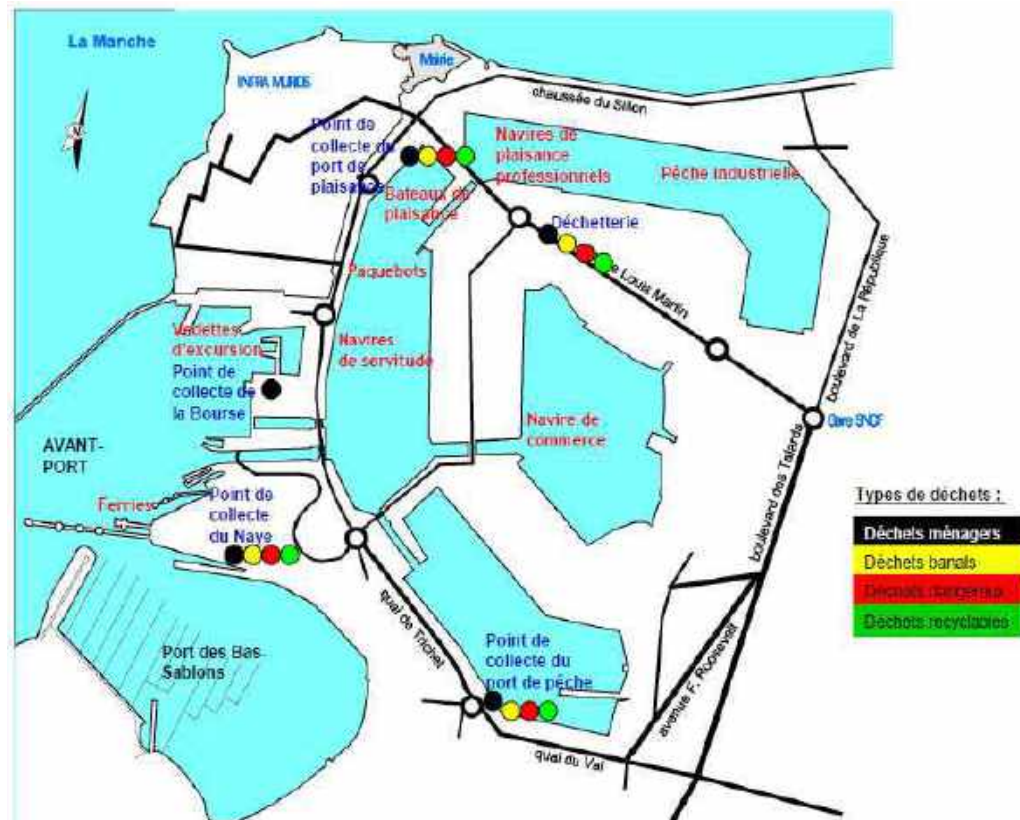 La Manche
Mairie
INTRA MUROS
chaussée du Sillon
Point de
collecte du
port de
plaisance
Navires de
plaisance
professionnels
Pêche industrielle
Bateaux de
plaisance
Déchetterie
Louis Martin
boulevard de La République
Paquebots
Vedettes
d'excursion
Navires
de servitude
Point de
collecte de
la Bourse
Navire de
commerce
Gare SNCF
AVANT-
PORT
boulevard des Talards
Ferries
Point de
collecte
du Naye
Types de déchets :
Déchets ménagers
Déchets banals
Déchets dangereux
Déchets recyclables
quai de Trichet
Port des Bas-
Sablons
Point de
collecte du
port de pêche
avenue F. Roosevelt
quai du Val